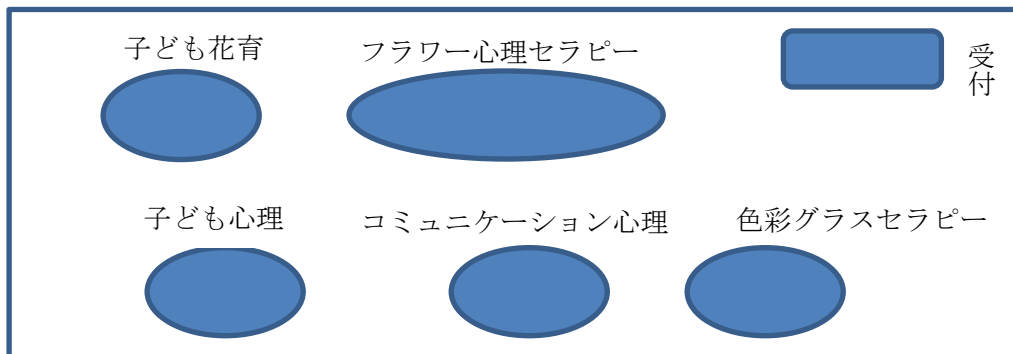 子ども花育
フラワー心理セラピー
受付
子ども心理
コミュニケーション心理
色彩グラスセラピー